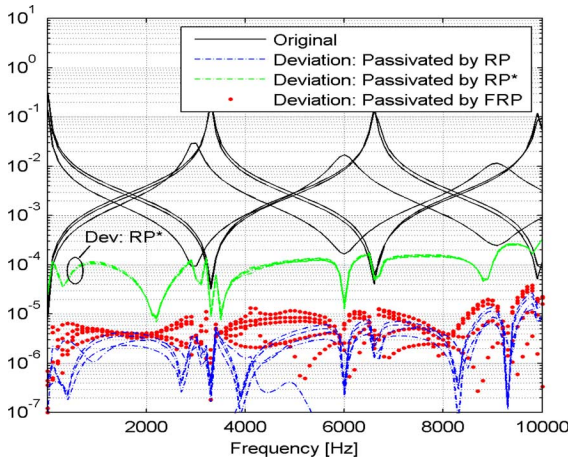 10^1
10^0
10^-1
10^-2
10^-3
10^-4
10^-5
10^-6
10^-7
Original
Deviation: Passivated by RP
Deviation: Passivated by RP*
Deviation: Passivated by FRP
Dev: RP*
2000 4000 6000 8000 10000
Frequency [Hz]